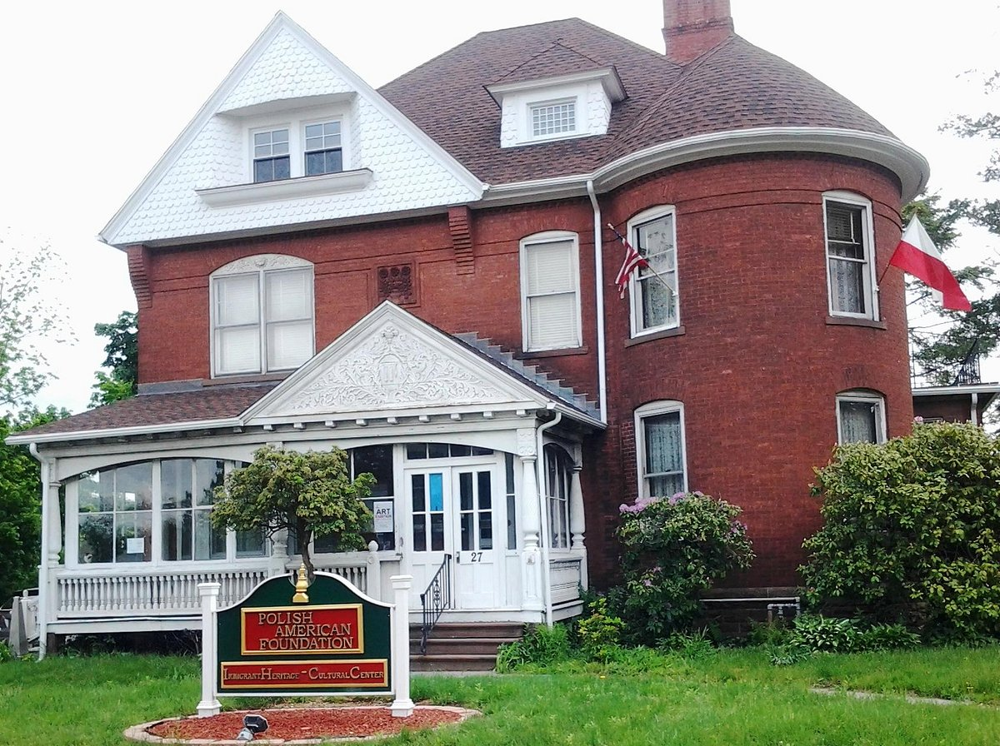 ART
27
POLISH
AMERICAN
FOUNDATION
IMMIGRANT HERITAGE - CULTURAL CENTER